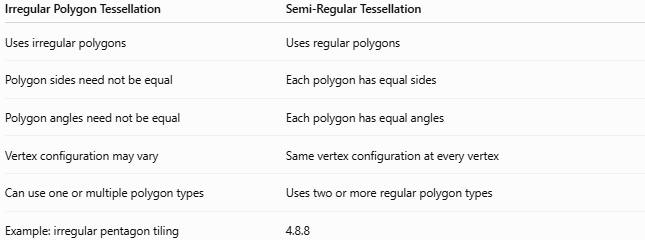 Irregular Polygon Tessellation Semi-Regular Tessellation
Uses irregular polygons Uses regular polygons
Polygon sides need not be equal Each polygon has equal sides
Polygon angles need not be equal Each polygon has equal angles
Vertex configuration may vary Same vertex configuration at every vertex
Can use one or multiple polygon types Uses two or more regular polygon types
Example: irregular pentagon tiling 4.8.8